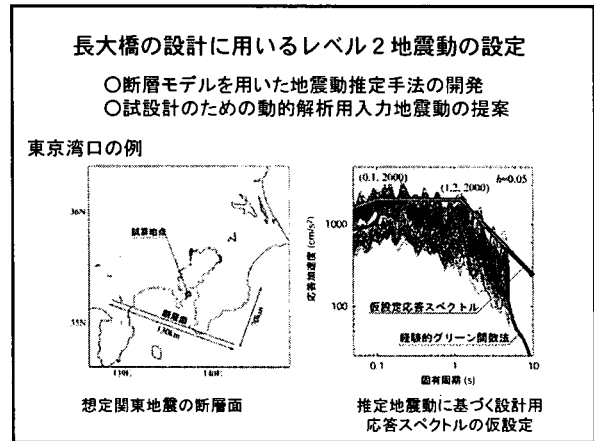 長大橋の設計に用いるレベル２地震動の設定
○断層モデルを用いた地震動推定手法の開発
○試設計のための動的解析用入力地震動の提案
東京湾口の例
36N
35N
139E
140E
試算地点
断層面
130km
想定関東地震の断層面
(0.1, 2000)
(1.2, 2000)
h=0.05
応答加速度 (cm/s²)
1000
100
仮設定応答スペクトル
経験的グリーン関数法
0.1
1
10
固有周期 (s)
推定地震動に基づく設計用
応答スペクトルの仮設定